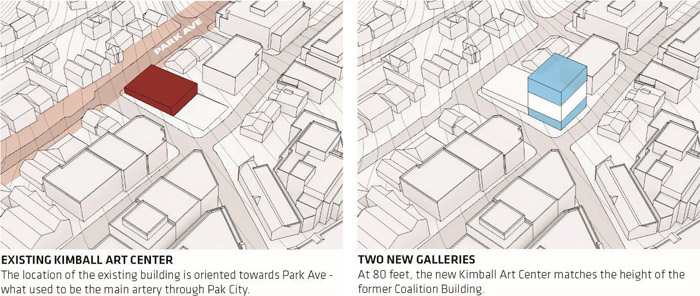 PARK AVE
EXISTING KIMBALL ART CENTER
The location of the existing building is oriented towards Park Ave -
what used to be the main artery through Pak City.
TWO NEW GALLERIES
At 80 feet, the new Kimball Art Center matches the height of the
former Coalition Building.